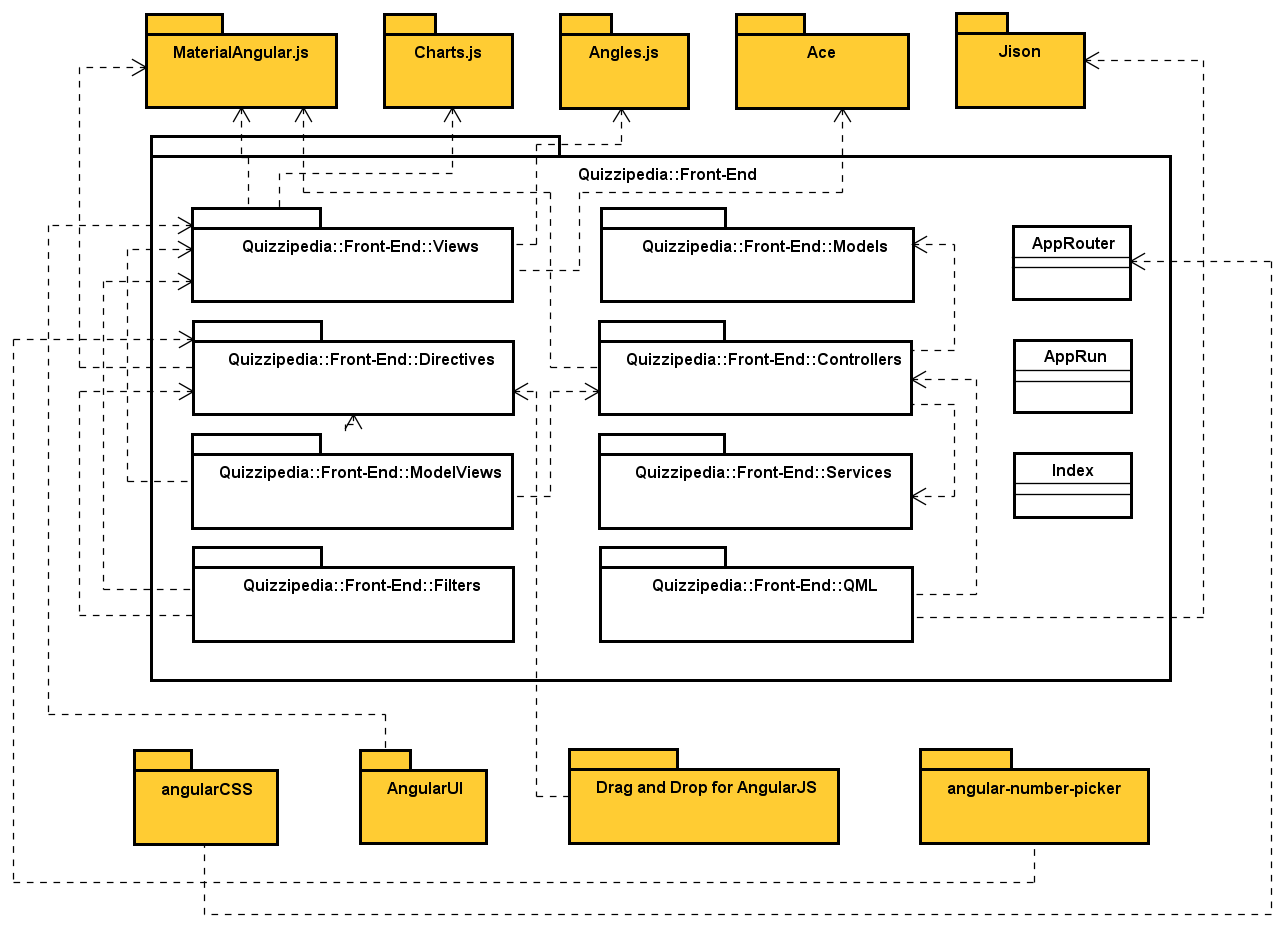 MaterialAngular.js
Charts.js
Angles.js
Ace
Jison
Quizzipedia::Front-End
Quizzipedia::Front-End::Views
Quizzipedia::Front-End::Models
AppRouter
Quizzipedia::Front-End::Directives
Quizzipedia::Front-End::Controllers
AppRun
Quizzipedia::Front-End::ModelViews
Quizzipedia::Front-End::Services
Index
Quizzipedia::Front-End::Filters
Quizzipedia::Front-End::QML
angularCSS
AngularUI
Drag and Drop for AngularJS
angular-number-picker